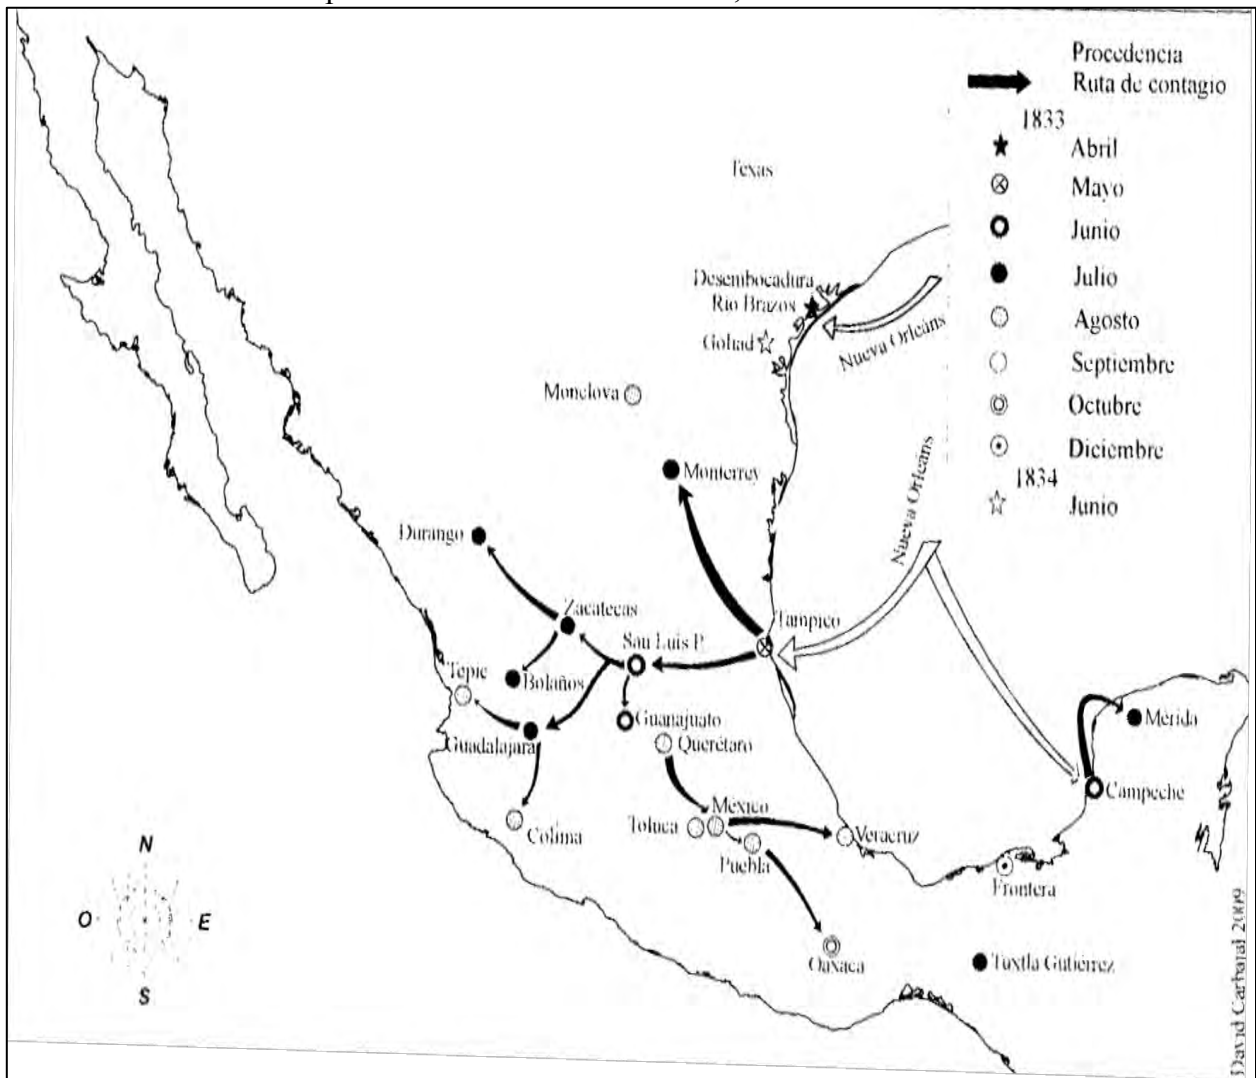 Procedencia
Ruta de contagio
1833
Abril
Mayo
Junio
Julio
Agosto
Septiembre
Octubre
Diciembre
1834
Junio
Texas
Desembocadura
Río Brazos
Goliad
Nueva Orleáns
Monclova
Monterrey
Nueva Orleáns
Durango
Zacatecas
Tampico
San Luis P.
Tepic
Bolaños
Guanajuato
Mérida
Guadalajara
Querétaro
Campeche
México
Colima
Toluca
Veracruz
Puebla
Frontera
Oaxaca
Tuxtla Gutiérrez
N
O
E
S
David Carbajal 2009